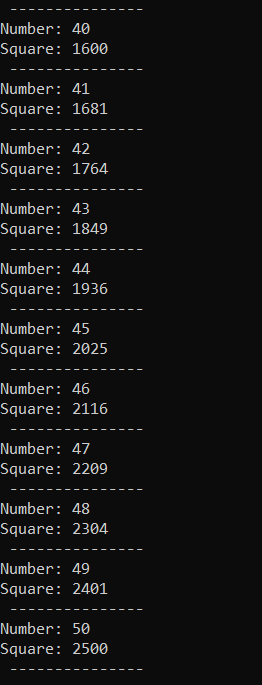 ---------------
Number: 40
Square: 1600
 ---------------
Number: 41
Square: 1681
 ---------------
Number: 42
Square: 1764
 ---------------
Number: 43
Square: 1849
 ---------------
Number: 44
Square: 1936
 ---------------
Number: 45
Square: 2025
 ---------------
Number: 46
Square: 2116
 ---------------
Number: 47
Square: 2209
 ---------------
Number: 48
Square: 2304
 ---------------
Number: 49
Square: 2401
 ---------------
Number: 50
Square: 2500
 ---------------